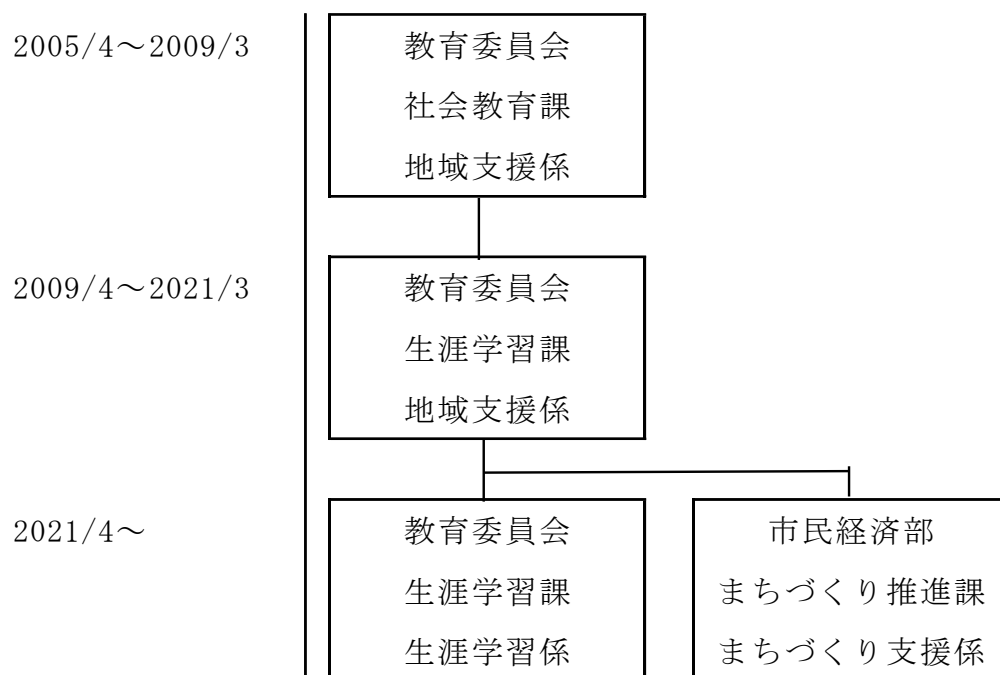 2005/4～2009/3
教育委員会
社会教育課
地域支援係
2009/4～2021/3
教育委員会
生涯学習課
地域支援係
2021/4～
教育委員会
生涯学習課
生涯学習係
市民経済部
まちづくり推進課
まちづくり支援係